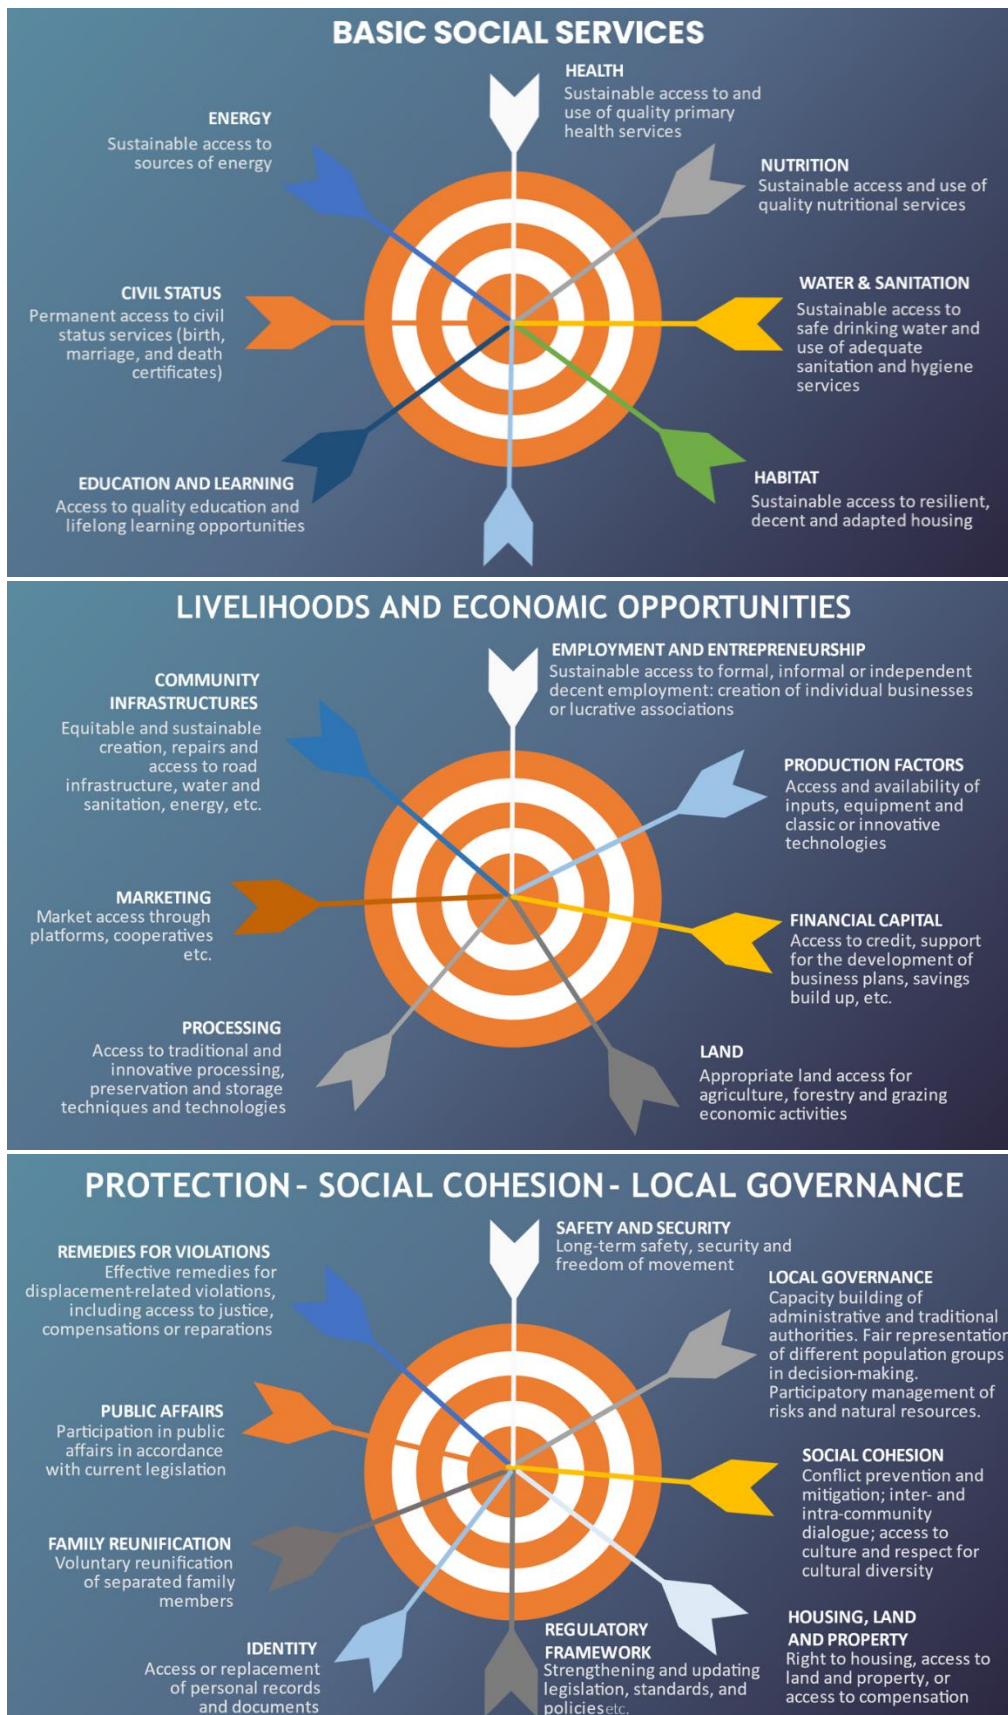 BASIC SOCIAL SERVICES
HEALTH
Sustainable access to and
use of quality primary
health services
NUTRITION
Sustainable access and use of
quality nutritional services
WATER & SANITATION
Sustainable access to
safe drinking water and
use of adequate
sanitation and hygiene
services
HABITAT
Sustainable access to resilient,
decent and adapted housing
EDUCATION AND LEARNING
Access to quality education and
lifelong learning opportunities
CIVIL STATUS
Permanent access to civil
status services (birth,
marriage, and death
certificates)
ENERGY
Sustainable access to
sources of energy
LIVELIHOODS AND ECONOMIC OPPORTUNITIES
EMPLOYMENT AND ENTREPRENEURSHIP
Sustainable access to formal, informal or independent
decent employment: creation of individual businesses
or lucrative associations
PRODUCTION FACTORS
Access and availability of
inputs, equipment and
classic or innovative
technologies
FINANCIAL CAPITAL
Access to credit, support
for the development of
business plans, savings
build up, etc.
LAND
Appropriate land access for
agriculture, forestry and grazing
economic activities
PROCESSING
Access to traditional and
innovative processing,
preservation and storage
techniques and technologies
MARKETING
Market access through
platforms, cooperatives
etc.
COMMUNITY
INFRASTRUCTURES
Equitable and sustainable
creation, repairs and
access to road
infrastructure, water and
sanitation, energy, etc.
PROTECTION - SOCIAL COHESION - LOCAL GOVERNANCE
SAFETY AND SECURITY
Long-term safety, security and
freedom of movement
LOCAL GOVERNANCE
Capacity building of
administrative and traditional
authorities. Fair representation
of different population groups
in decision-making.
Participatory management of
risks and natural resources.
SOCIAL COHESION
Conflict prevention and
mitigation; inter- and
intra-community
dialogue; access to
culture and respect for
cultural diversity
HOUSING, LAND
AND PROPERTY
Right to housing, access to
land and property, or
access to compensation
REGULATORY
FRAMEWORK
Strengthening and updating
legislation, standards, and
policies etc.
IDENTITY
Access or replacement
of personal records
and documents
FAMILY REUNIFICATION
Voluntary reunification
of separated family
members
PUBLIC AFFAIRS
Participation in public
affairs in accordance
with current legislation
REMEDIES FOR VIOLATIONS
Effective remedies for
displacement-related violations,
including access to justice,
compensations or reparations